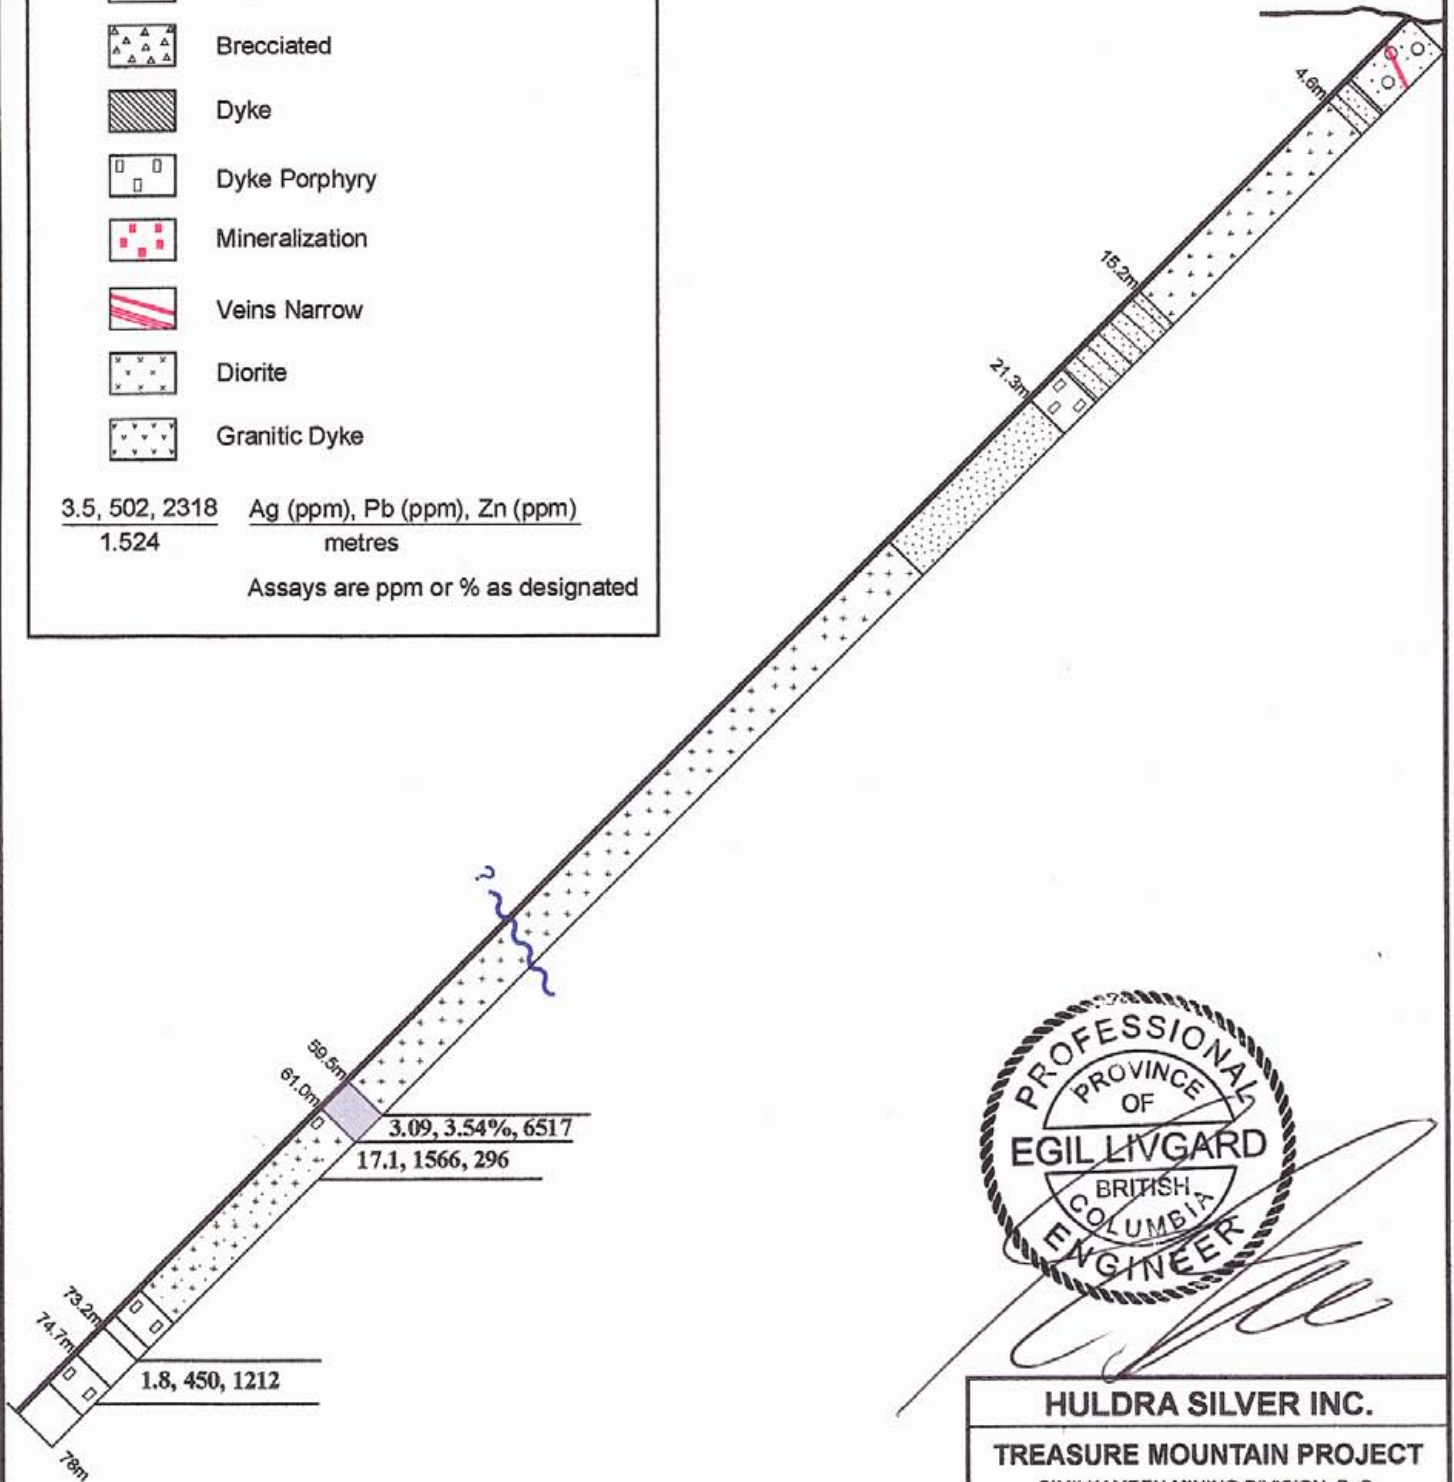 Brecciated
Dyke
Dyke Porphyry
Mineralization
Veins Narrow
Diorite
Granitic Dyke
3.5, 502, 2318 Ag (ppm), Pb (ppm), Zn (ppm)
1.524 metres
Assays are ppm or % as designated
4.6m
15.2m
21.3m
?
59.5m
61.0m
3.09, 3.54%, 6517
17.1, 1566, 296
73.2m
74.7m
1.8, 450, 1212
78m
PROFESSIONAL
PROVINCE
OF
EGIL LIVGARD
BRITISH
COLUMBIA
ENGINEER
HULDRA SILVER INC.
TREASURE MOUNTAIN PROJECT